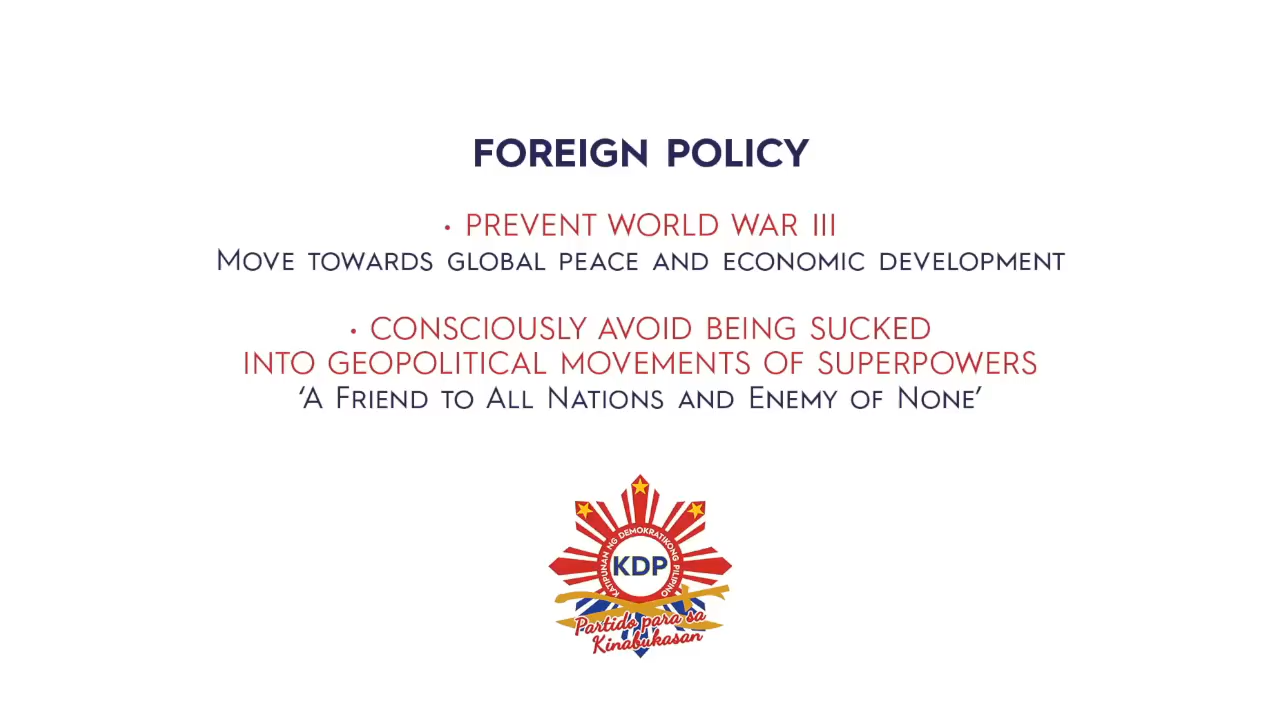 FOREIGN POLICY
• PREVENT WORLD WAR III
MOVE TOWARDS GLOBAL PEACE AND ECONOMIC DEVELOPMENT
• CONSCIOUSLY AVOID BEING SUCKED
INTO GEOPOLITICAL MOVEMENTS OF SUPERPOWERS
‘A FRIEND TO ALL NATIONS AND ENEMY OF NONE’
KATIPUNAN NG DEMOKRATIKONG PILIPINO
KDP
Partido para sa
Kinabukasan